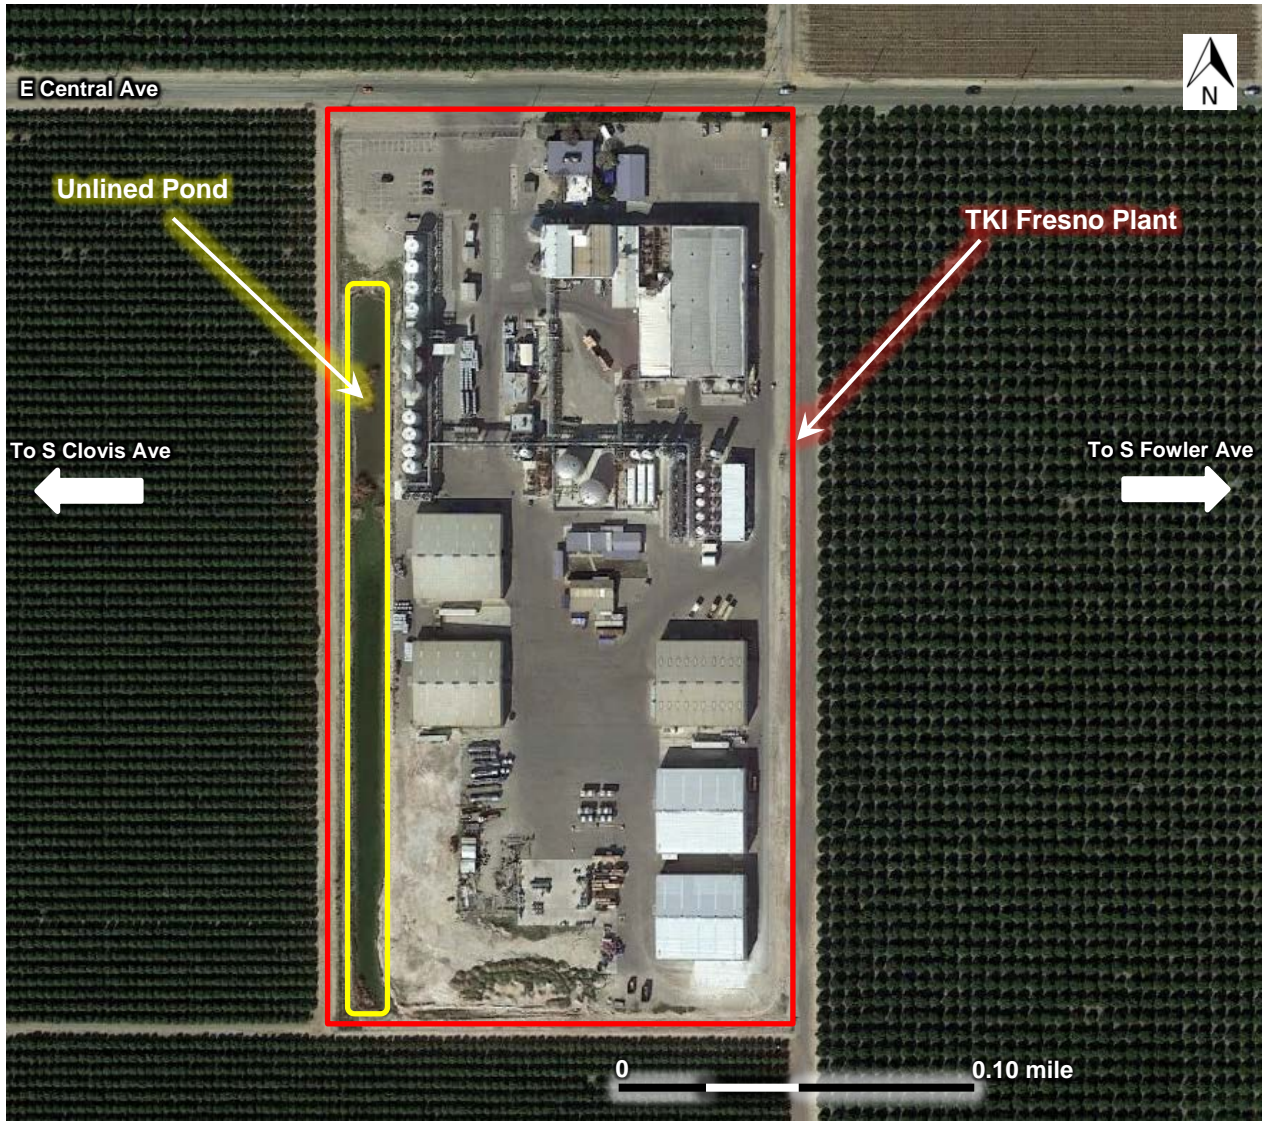 E Central Ave
N
Unlined Pond
TKI Fresno Plant
To S Clovis Ave
To S Fowler Ave
0
0.10 mile